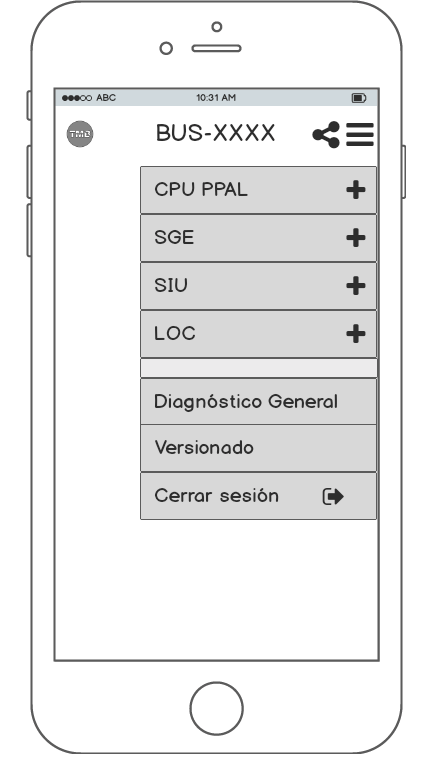 ABC 10:31 AM
TMB BUS-XXXX
CPU PPAL
SGE
SIU
LOC
Diagnóstico General
Versionado
Cerrar sesión